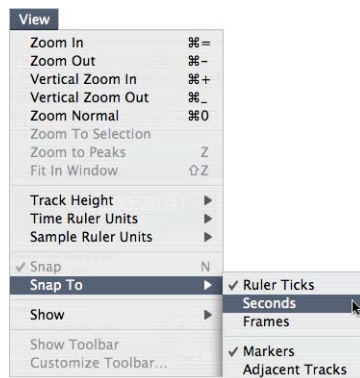 View
Zoom In ⌘=
Zoom Out ⌘-
Vertical Zoom In ⌘+
Vertical Zoom Out ⌘_
Zoom Normal ⌘0
Zoom To Selection
Zoom to Peaks Z
Fit In Window ⇧Z
Track Height ▶
Time Ruler Units ▶
Sample Ruler Units ▶
✓ Snap N
Snap To ▶
Show ▶
Show Toolbar
Customize Toolbar...
✓ Ruler Ticks
Seconds
Frames
✓ Markers
Adjacent Tracks